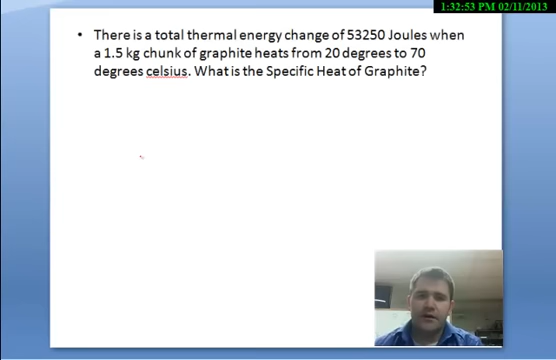 1:32:53 PM 02/11/2013
• There is a total thermal energy change of 53250 Joules when
a 1.5 kg chunk of graphite heats from 20 degrees to 70
degrees celsius. What is the Specific Heat of Graphite?